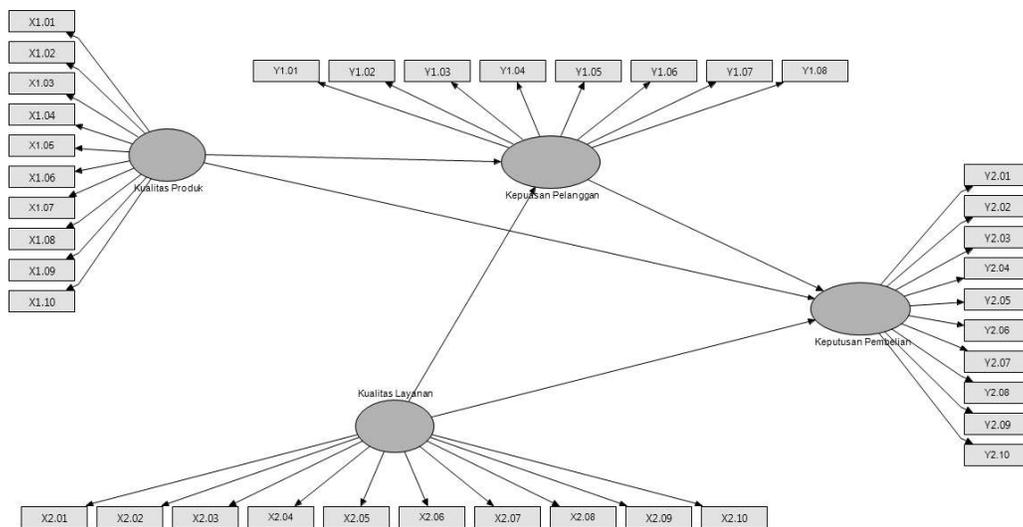 X1.01
X1.02
X1.03
X1.04
X1.05
X1.06
X1.07
X1.08
X1.09
X1.10
Kualitas Produk
Y1.01
Y1.02
Y1.03
Y1.04
Y1.05
Y1.06
Y1.07
Y1.08
Kepuasan Pelanggan
Y2.01
Y2.02
Y2.03
Y2.04
Y2.05
Y2.06
Y2.07
Y2.08
Y2.09
Y2.10
Keputusan Pembelian
Kualitas Layanan
X2.01
X2.02
X2.03
X2.04
X2.05
X2.06
X2.07
X2.08
X2.09
X2.10